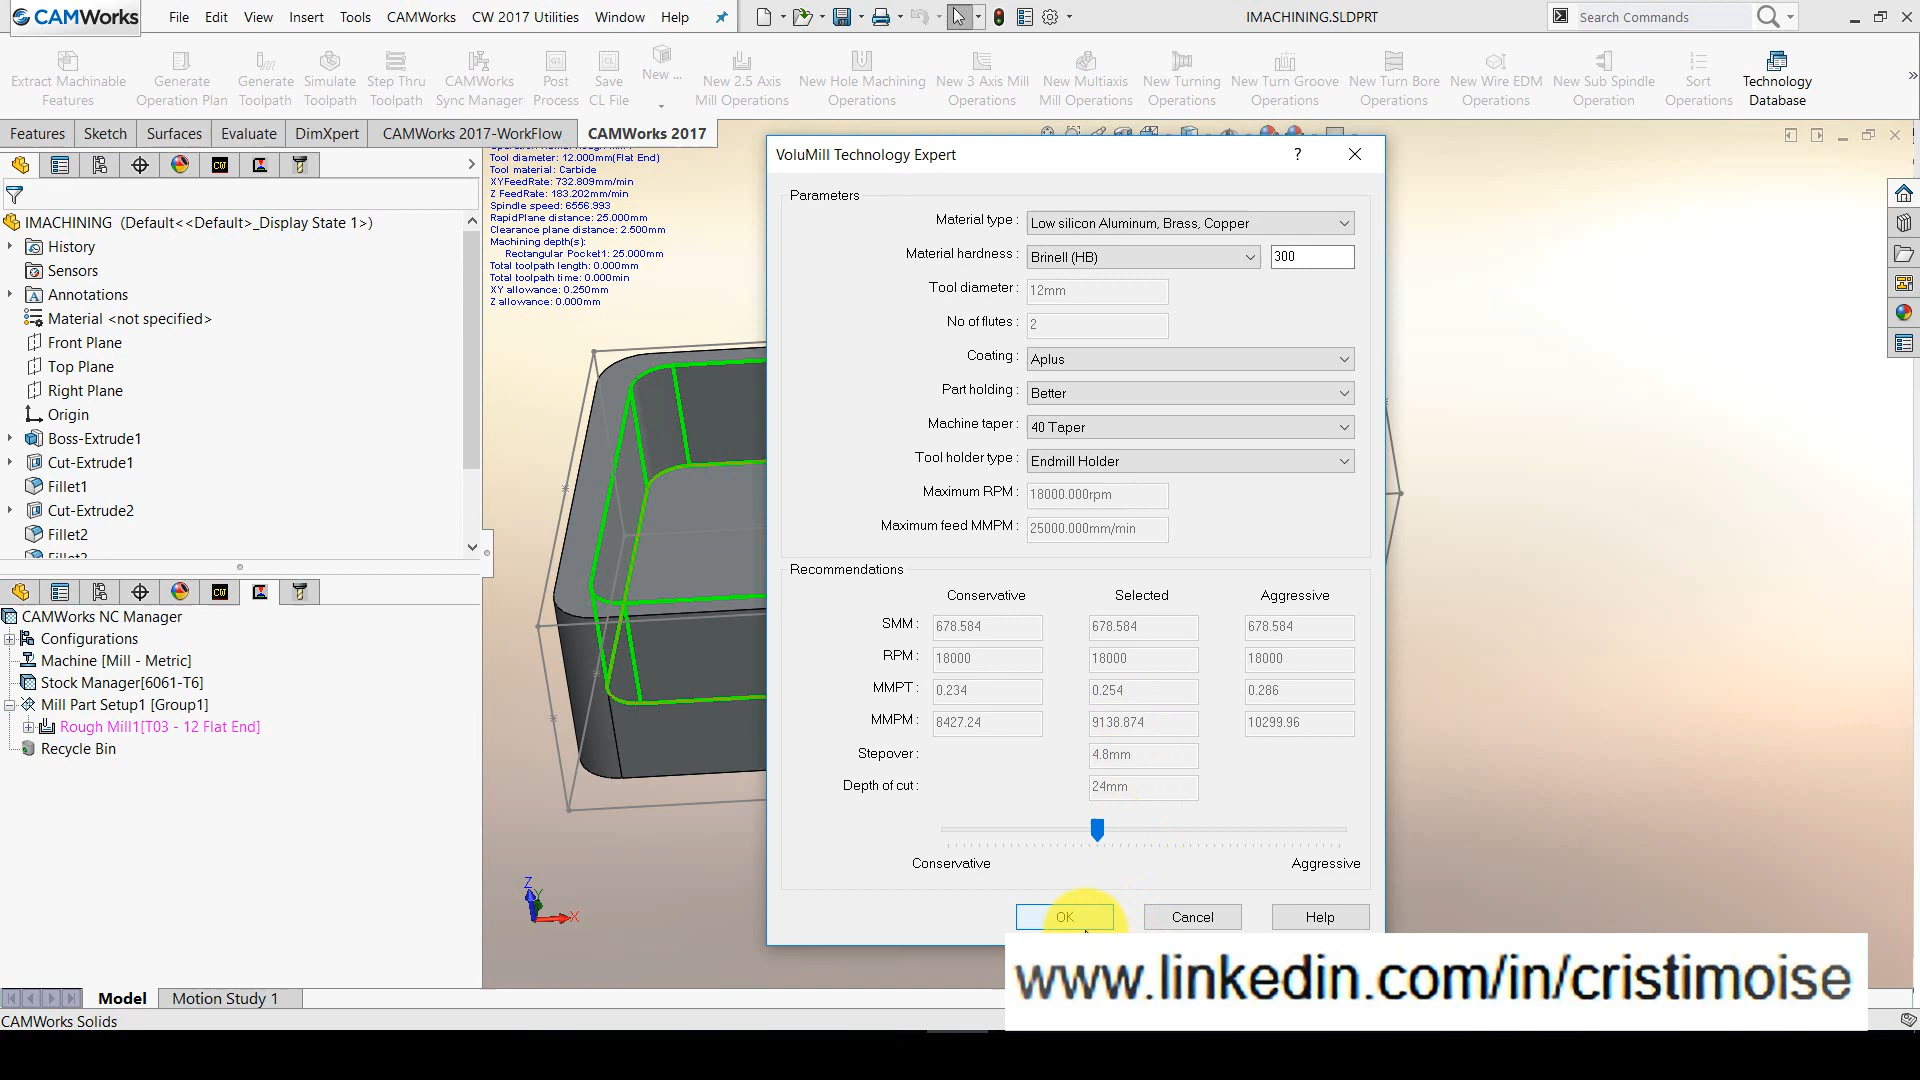 CAMWorks File Edit View Insert Tools CAMWorks CW 2017 Utilities Window Help IMACHINING.SLDPRT Search Commands
Extract Machinable Features
Generate Operation Plan
Generate Toolpath
Simulate Toolpath
Step Thru Toolpath
CAMWorks Sync Manager
Post Process
Save CL File
New ...
New 2.5 Axis Mill Operations
New Hole Machining Operations
New 3 Axis Mill Operations
New Multiaxis Mill Operations
New Turning Operations
New Turn Groove Operations
New Turn Bore Operations
New Wire EDM Operations
New Sub Spindle Operation
Sort Operations
Technology Database
Features Sketch Surfaces Evaluate DimXpert CAMWorks 2017-WorkFlow CAMWorks 2017
IMACHINING (Default<<Default>_Display State 1>)
History
Sensors
Annotations
Material <not specified>
Front Plane
Top Plane
Right Plane
Origin
Boss-Extrude1
Cut-Extrude1
Fillet1
Cut-Extrude2
Fillet2
CAMWorks NC Manager
Configurations
Machine [Mill - Metric]
Stock Manager[6061-T6]
Mill Part Setup1 [Group1]
Rough Mill1[T03 - 12 Flat End]
Recycle Bin
Tool diameter: 12.000mm(Flat End)
Tool material: Carbide
XYFeedRate: 732.809mm/min
Z FeedRate: 183.202mm/min
Spindle speed: 6556.993
RapidPlane distance: 25.000mm
Clearance plane distance: 2.500mm
Machining depth(s):
Rectangular Pocket1: 25.000mm
Total toolpath length: 0.000mm
Total toolpath time: 0.000min
XY allowance: 0.250mm
Z allowance: 0.000mm
Z
Y
X
VoluMill Technology Expert ?
Parameters
Material type : Low silicon Aluminum, Brass, Copper
Material hardness : Brinell (HB) 300
Tool diameter : 12mm
No of flutes : 2
Coating : Aplus
Part holding : Better
Machine taper : 40 Taper
Tool holder type : Endmill Holder
Maximum RPM : 18000.000rpm
Maximum feed MMPM : 25000.000mm/min
Recommendations
Conservative Selected Aggressive
SMM : 678.584 678.584 678.584
RPM : 18000 18000 18000
MMPT : 0.234 0.254 0.286
MMPM : 8427.24 9138.874 10299.96
Stepover : 4.8mm
Depth of cut : 24mm
Conservative Aggressive
OK Cancel Help
www.linkedin.com/in/cristimoise
Model Motion Study 1
CAMWorks Solids